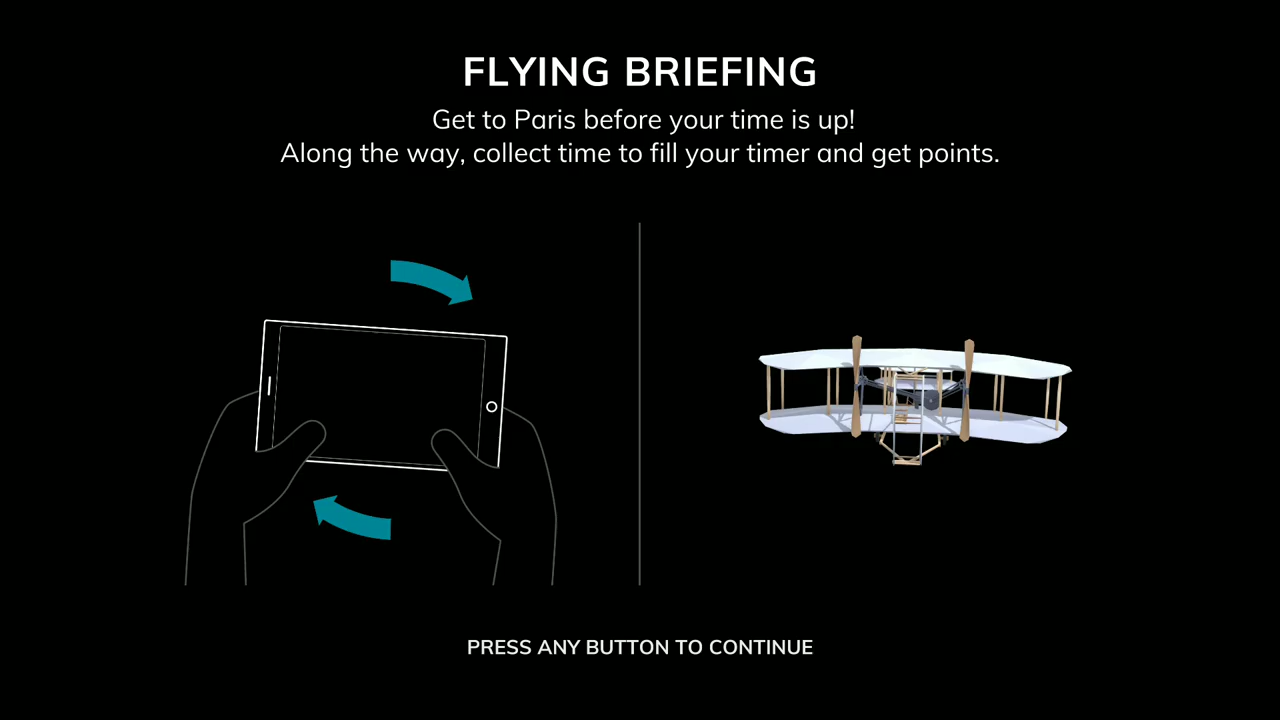 FLYING BRIEFING
Get to Paris before your time is up!
Along the way, collect time to fill your timer and get points.
PRESS ANY BUTTON TO CONTINUE